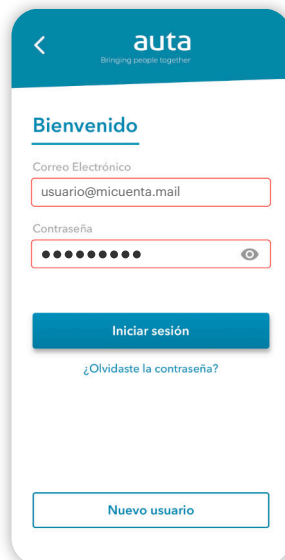 auta
Bringing people together
Bienvenido
Correo Electrónico
usuario@micuenta.mail
Contraseña
Iniciar sesión
¿Olvidaste la contraseña?
Nuevo usuario